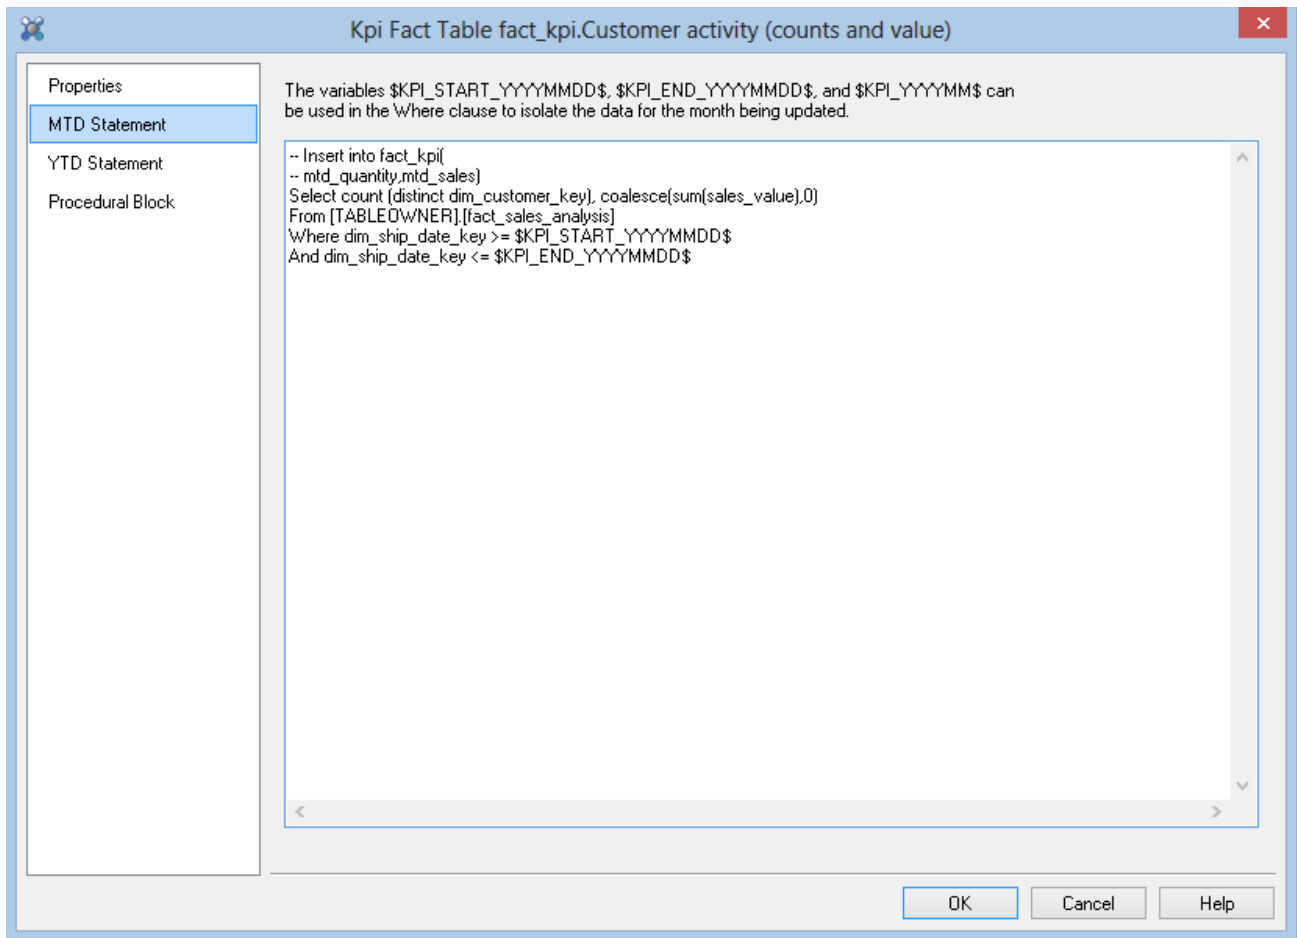 Kpi Fact Table fact_kpi.Customer activity (counts and value)
Properties
MTD Statement
YTD Statement
Procedural Block
The variables $KPI_START_YYYYMMDD$, $KPI_END_YYYYMMDD$, and $KPI_YYYYMM$ can
be used in the Where clause to isolate the data for the month being updated.
-- Insert into fact_kpi(
-- mtd_quantity,mtd_sales)
Select count (distinct dim_customer_key), coalesce(sum(sales_value),0)
From [TABLEOWNER].[fact_sales_analysis]
Where dim_ship_date_key >= $KPI_START_YYYYMMDD$
And dim_ship_date_key <= $KPI_END_YYYYMMDD$
OK
Cancel
Help